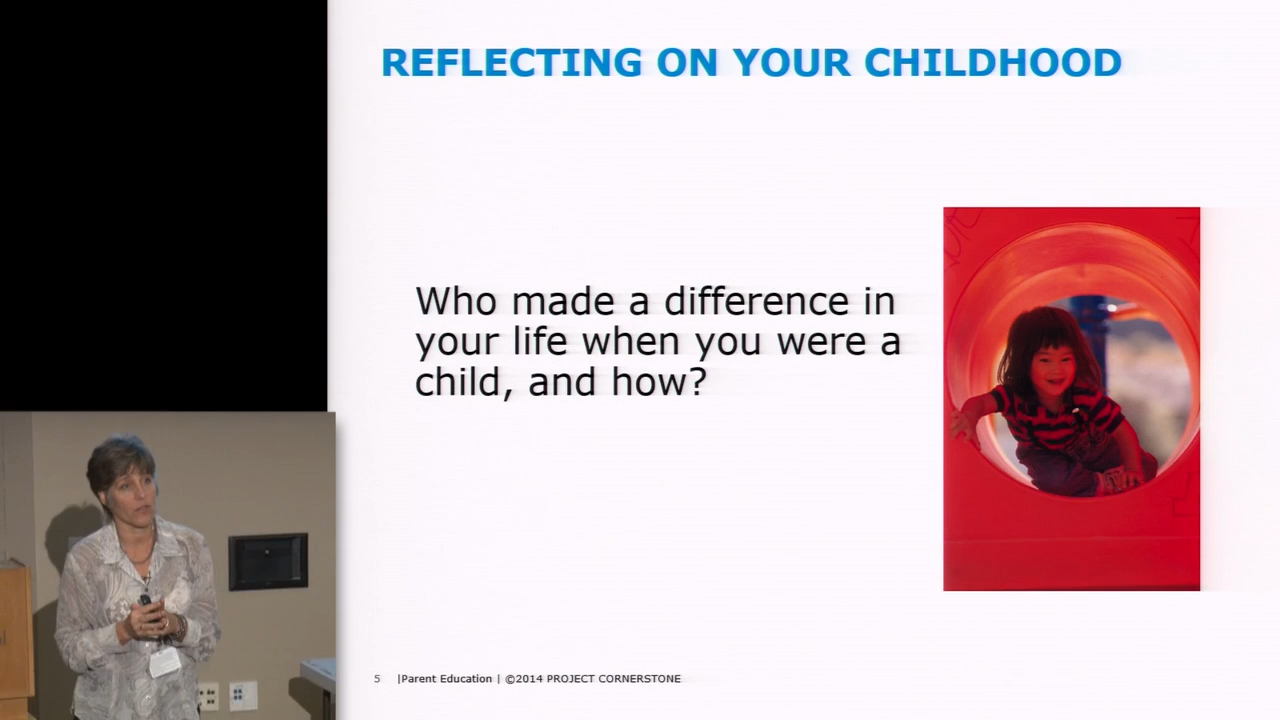 REFLECTING ON YOUR CHILDHOOD
Who made a difference in
your life when you were a
child, and how?
5 |Parent Education | ©2014 PROJECT CORNERSTONE